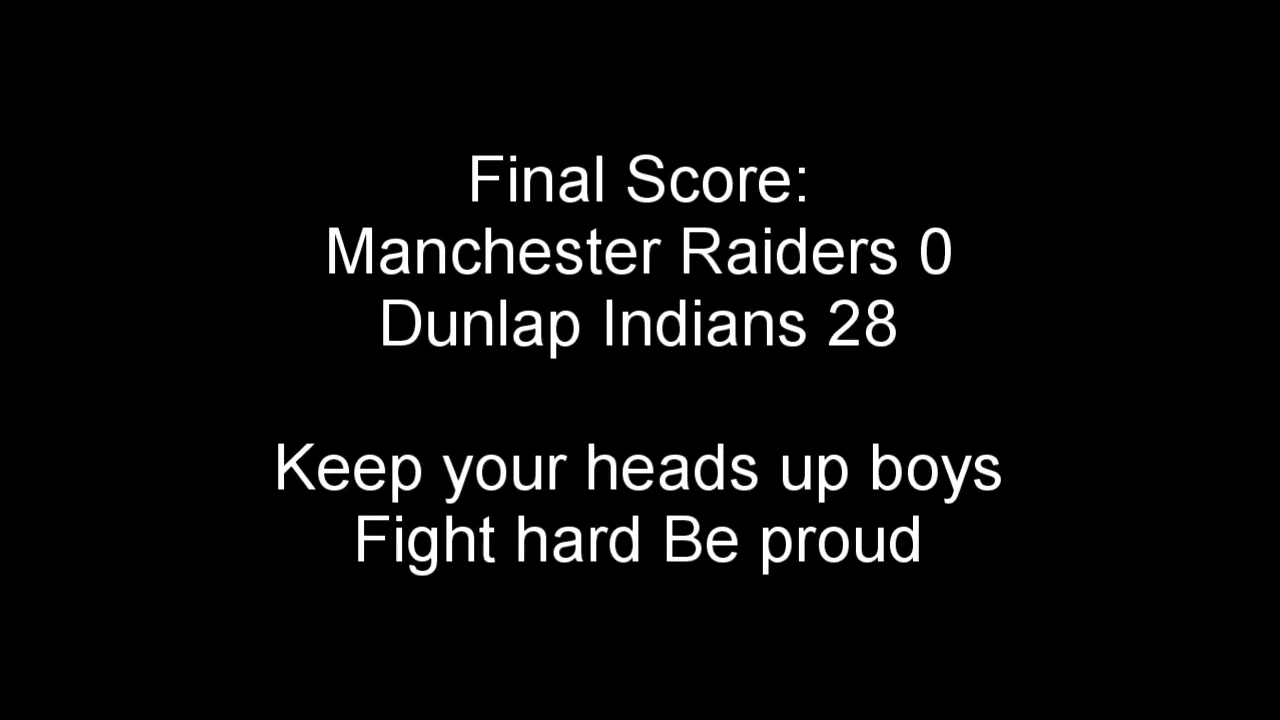 Final Score:
Manchester Raiders 0
Dunlap Indians 28
Keep your heads up boys
Fight hard Be proud